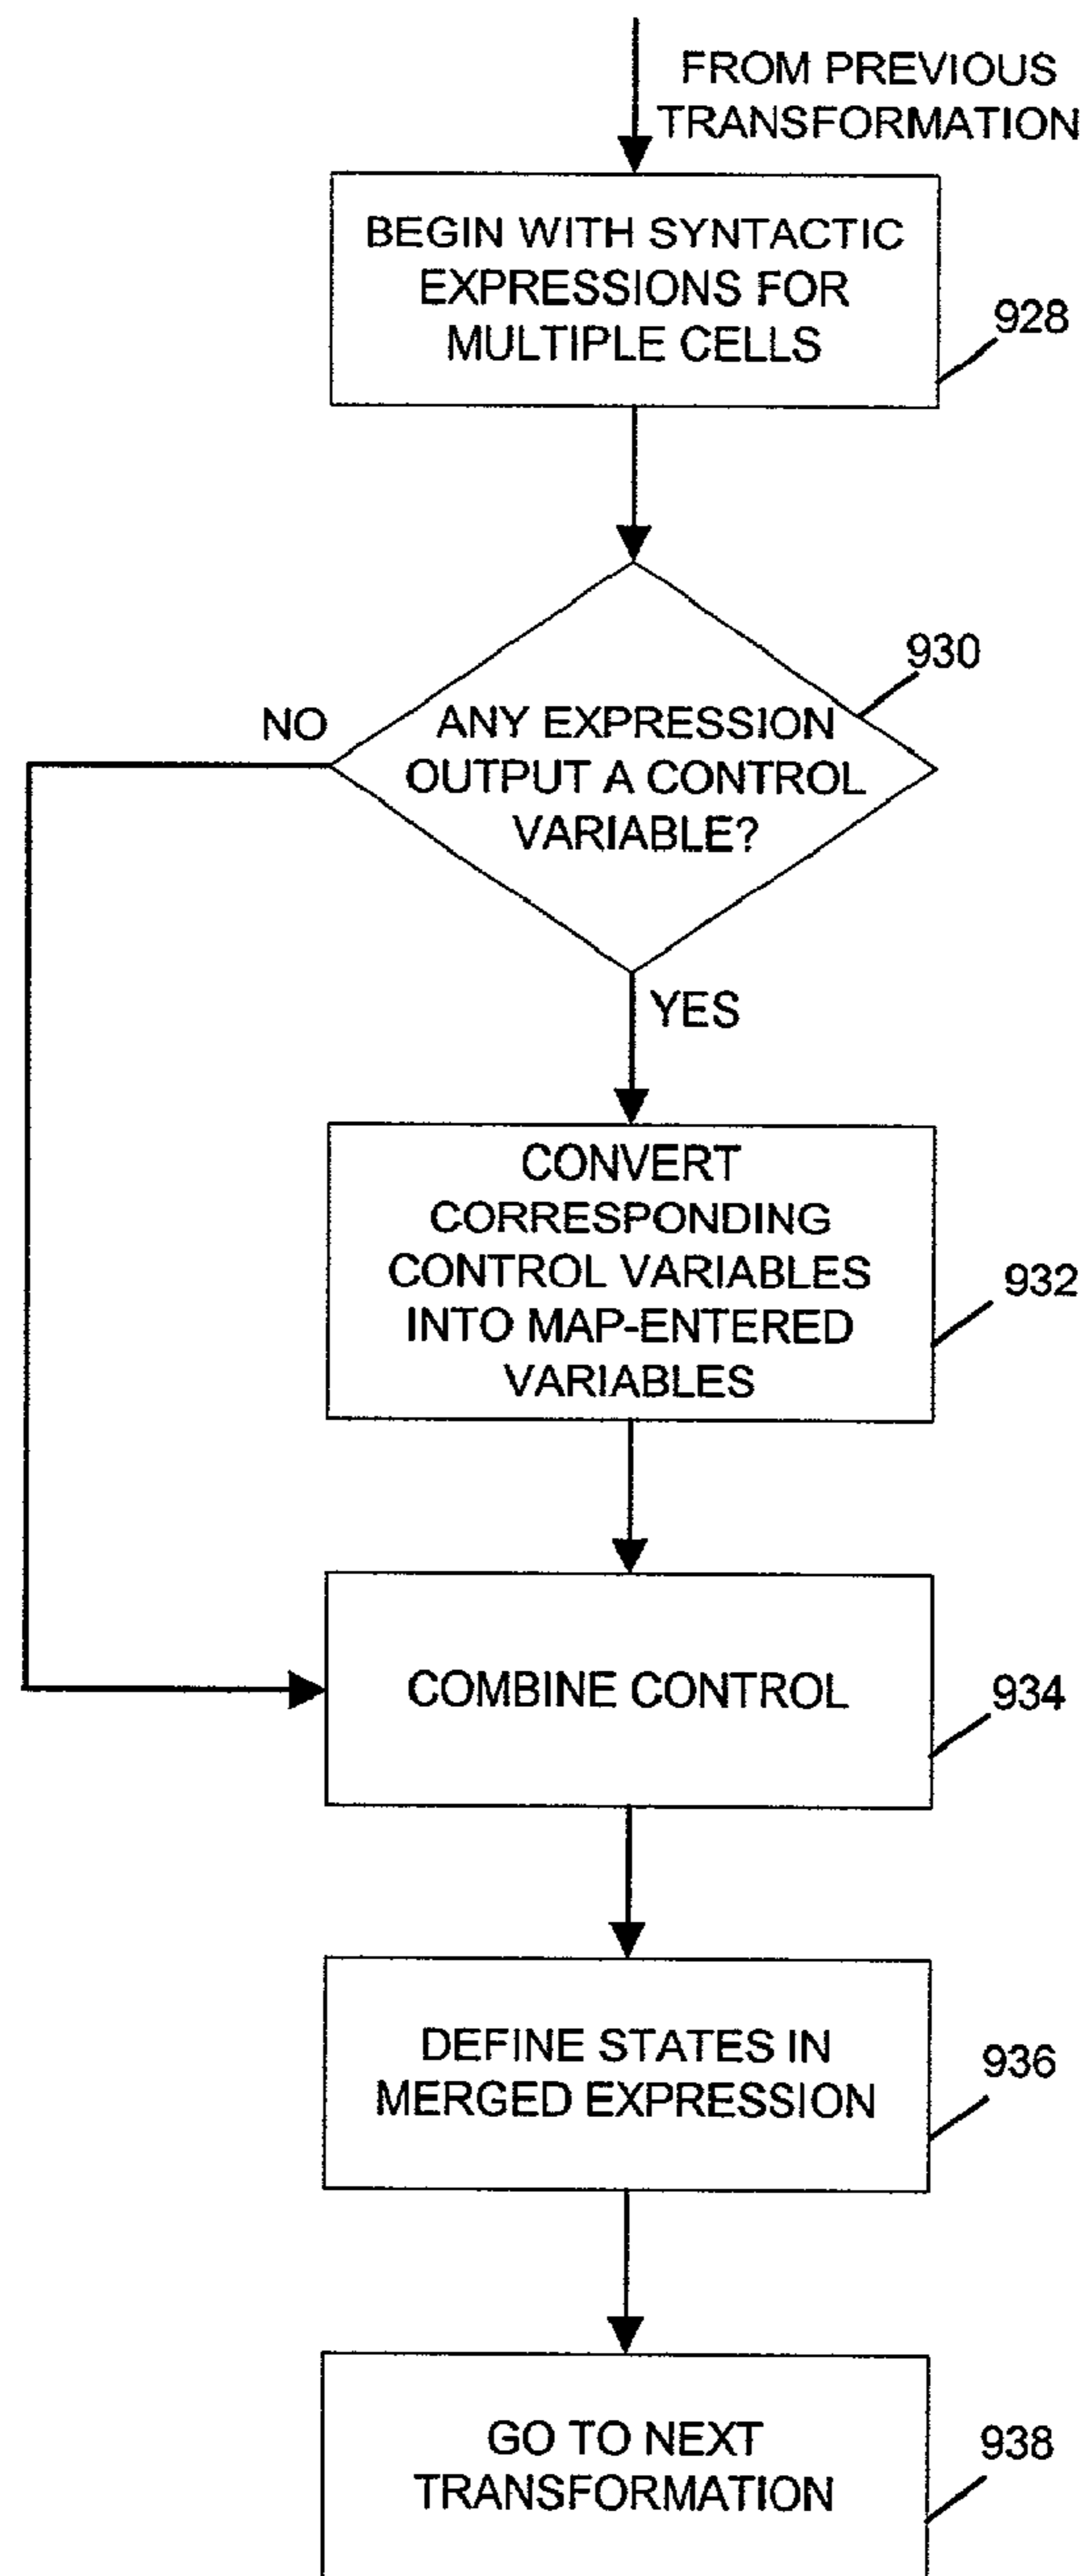 FROM PREVIOUS
TRANSFORMATION
BEGIN WITH SYNTACTIC
EXPRESSIONS FOR
MULTIPLE CELLS
928
930
NO
ANY EXPRESSION
OUTPUT A CONTROL
VARIABLE?
YES
CONVERT
CORRESPONDING
CONTROL VARIABLES
INTO MAP-ENTERED
VARIABLES
932
COMBINE CONTROL
934
DEFINE STATES IN
MERGED EXPRESSION
936
GO TO NEXT
TRANSFORMATION
938